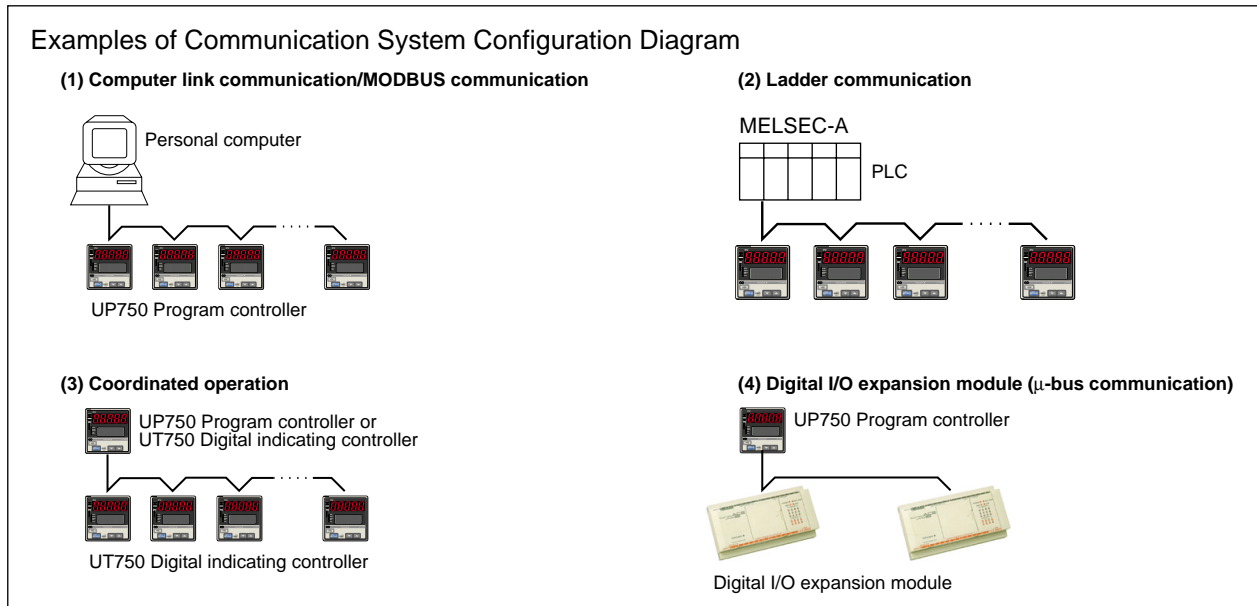 Examples of Communication System Configuration Diagram
(1) Computer link communication/MODBUS communication
Personal computer
UP750 Program controller
(2) Ladder communication
MELSEC-A
PLC
(3) Coordinated operation
UP750 Program controller or
UT750 Digital indicating controller
UT750 Digital indicating controller
(4) Digital I/O expansion module (μ-bus communication)
UP750 Program controller
Digital I/O expansion module